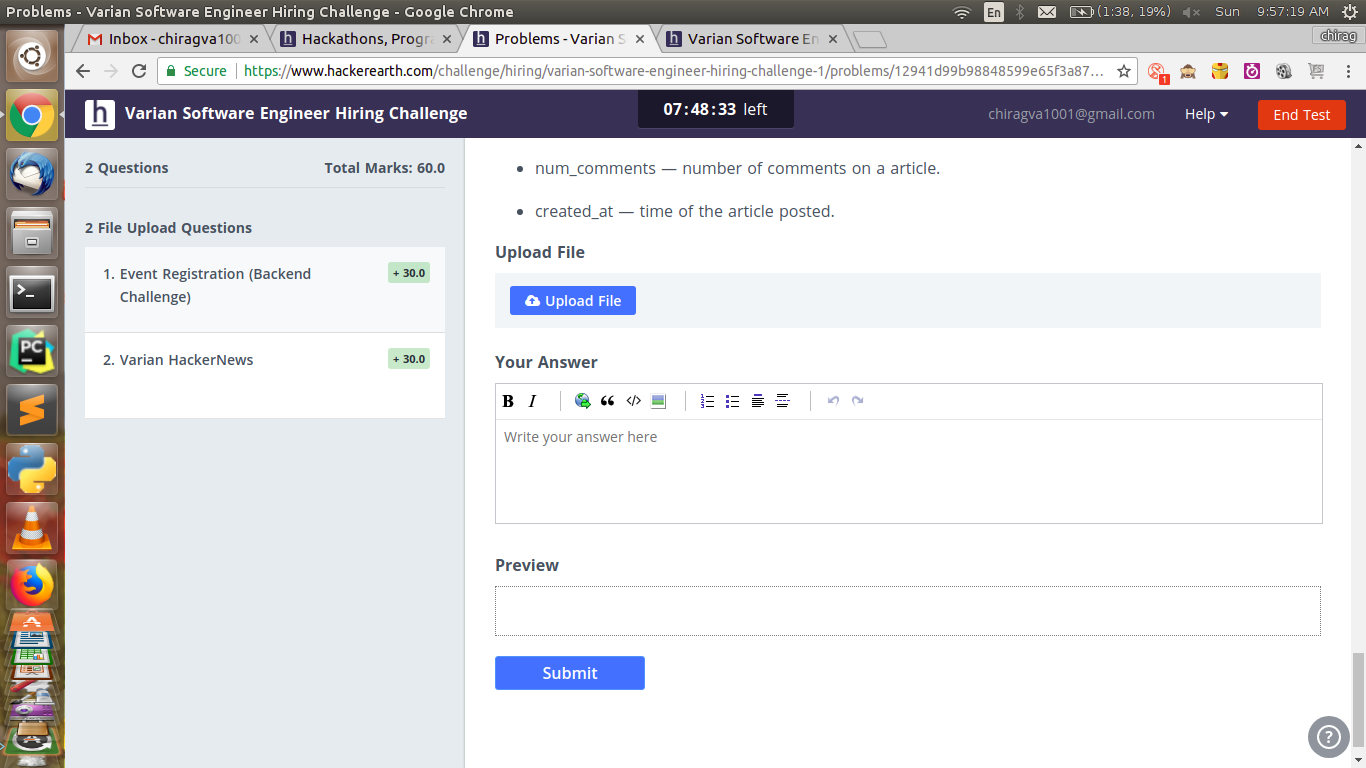 Problems - Varian Software Engineer Hiring Challenge - Google Chrome
En
(1:38, 19%)
Sun
9:57:19 AM
Inbox - chiragva100
Hackathons, Progra
Problems - Varian S
Varian Software En
chirag
Secure
https://www.hackerearth.com/challenge/hiring/varian-software-engineer-hiring-challenge-1/problems/12941d99b98848599e65f3a87...
1
h
Varian Software Engineer Hiring Challenge
07:48:33 left
chiragva1001@gmail.com
Help
End Test
2 Questions
Total Marks: 60.0
2 File Upload Questions
1. Event Registration (Backend
Challenge)
+ 30.0
2. Varian HackerNews
+ 30.0
num_comments — number of comments on a article.
created_at — time of the article posted.
Upload File
Upload File
Your Answer
B I
Write your answer here
Preview
Submit
?
PC